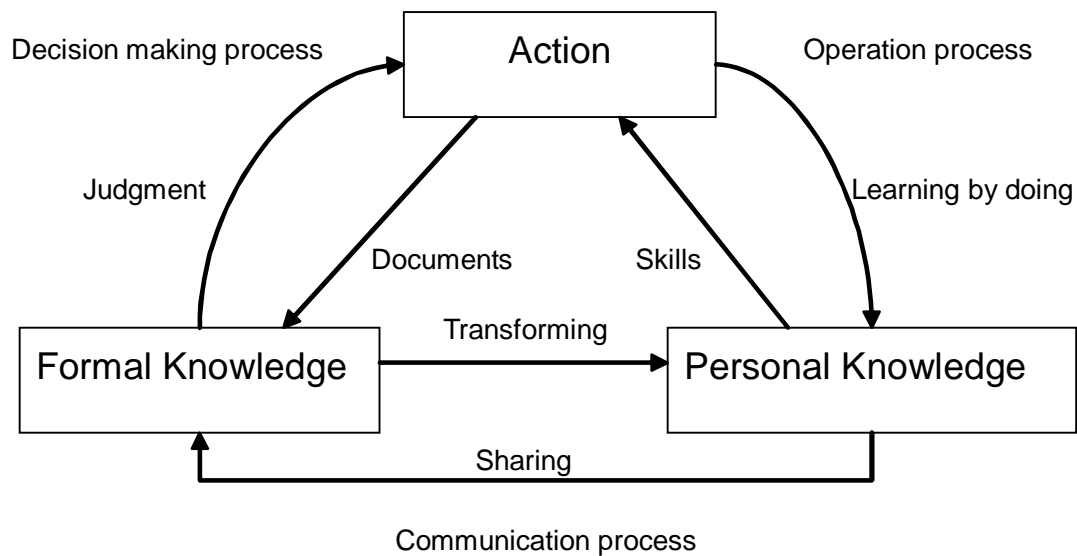 Decision making process
Action
Operation process
Judgment
Learning by doing
Documents
Skills
Transforming
Formal Knowledge
Personal Knowledge
Sharing
Communication process